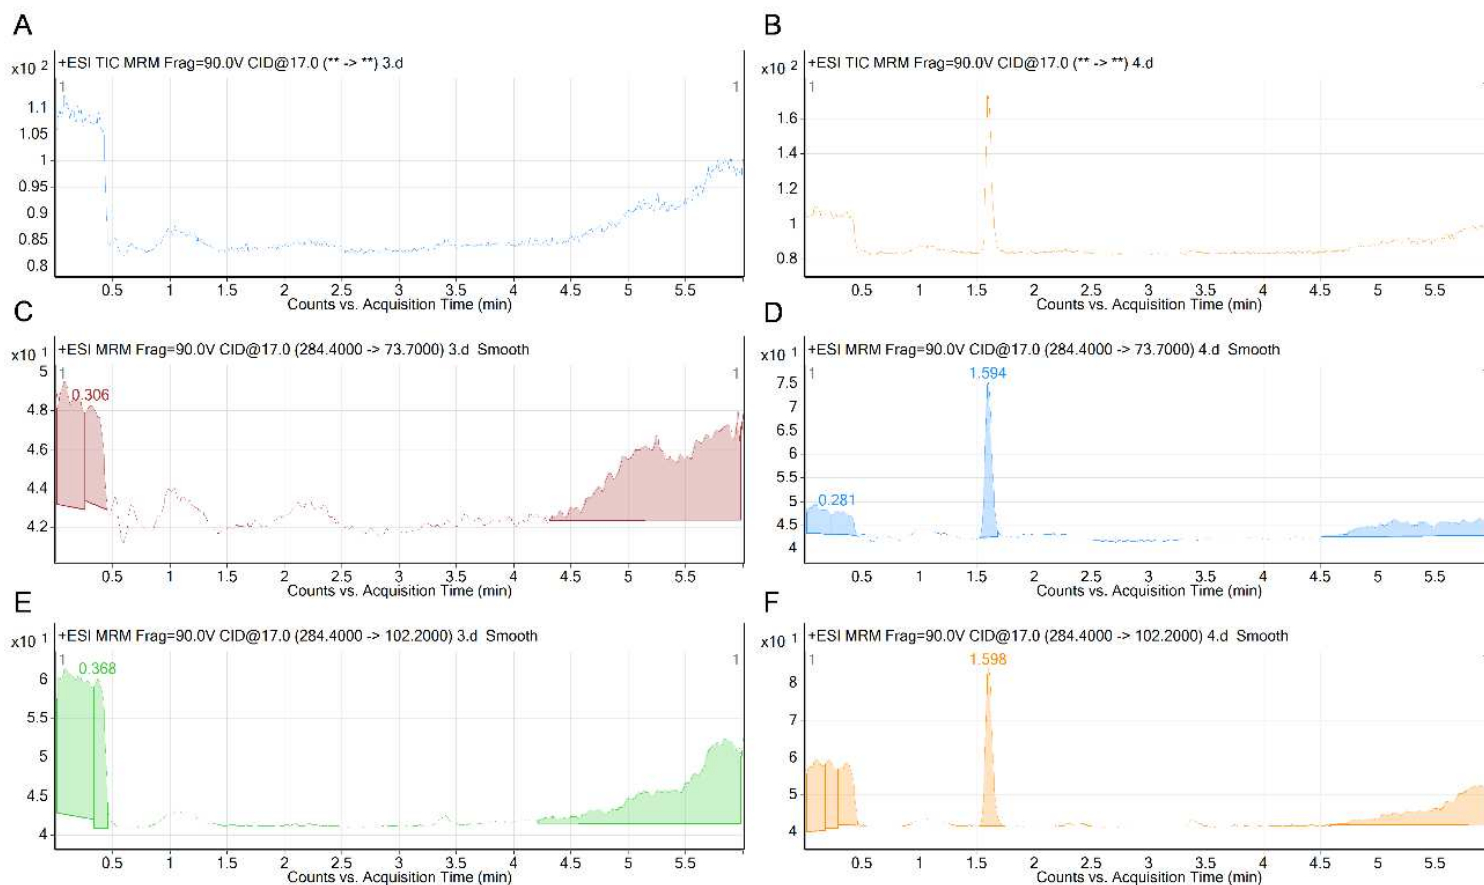 A
+ESI TIC MRM Frag=90.0V CID@17.0 (** -> **) 3.d
x10 2
1
1
1.1
1.05
1
0.95
0.9
0.85
0.8
0.5 1 1.5 2 2.5 3 3.5 4 4.5 5 5.5
Counts vs. Acquisition Time (min)
B
+ESI TIC MRM Frag=90.0V CID@17.0 (** -> **) 4.d
x10 2
1
1.6
1.4
1.2
1
0.8
0.5 1 1.5 2 2.5 3 3.5 4 4.5 5 5.5
Counts vs. Acquisition Time (min)
C
+ESI MRM Frag=90.0V CID@17.0 (284.4000 -> 73.7000) 3.d Smooth
x10 1
1
1
0.306
5
4.8
4.6
4.4
4.2
0.5 1 1.5 2 2.5 3 3.5 4 4.5 5 5.5
Counts vs. Acquisition Time (min)
D
+ESI MRM Frag=90.0V CID@17.0 (284.4000 -> 73.7000) 4.d Smooth
x10 1
1
1.594
0.281
7.5
7
6.5
6
5.5
5
4.5
4
0.5 1 1.5 2 2.5 3 3.5 4 4.5 5 5.5
Counts vs. Acquisition Time (min)
E
+ESI MRM Frag=90.0V CID@17.0 (284.4000 -> 102.2000) 3.d Smooth
x10 1
1
1
0.368
6
5.5
5
4.5
4
0.5 1 1.5 2 2.5 3 3.5 4 4.5 5 5.5
Counts vs. Acquisition Time (min)
F
+ESI MRM Frag=90.0V CID@17.0 (284.4000 -> 102.2000) 4.d Smooth
x10 1
1
1.598
8
7
6
5
4
0.5 1 1.5 2 2.5 3 3.5 4 4.5 5 5.5
Counts vs. Acquisition Time (min)